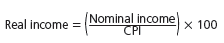 Real income = (Nominal income / CPI) × 100